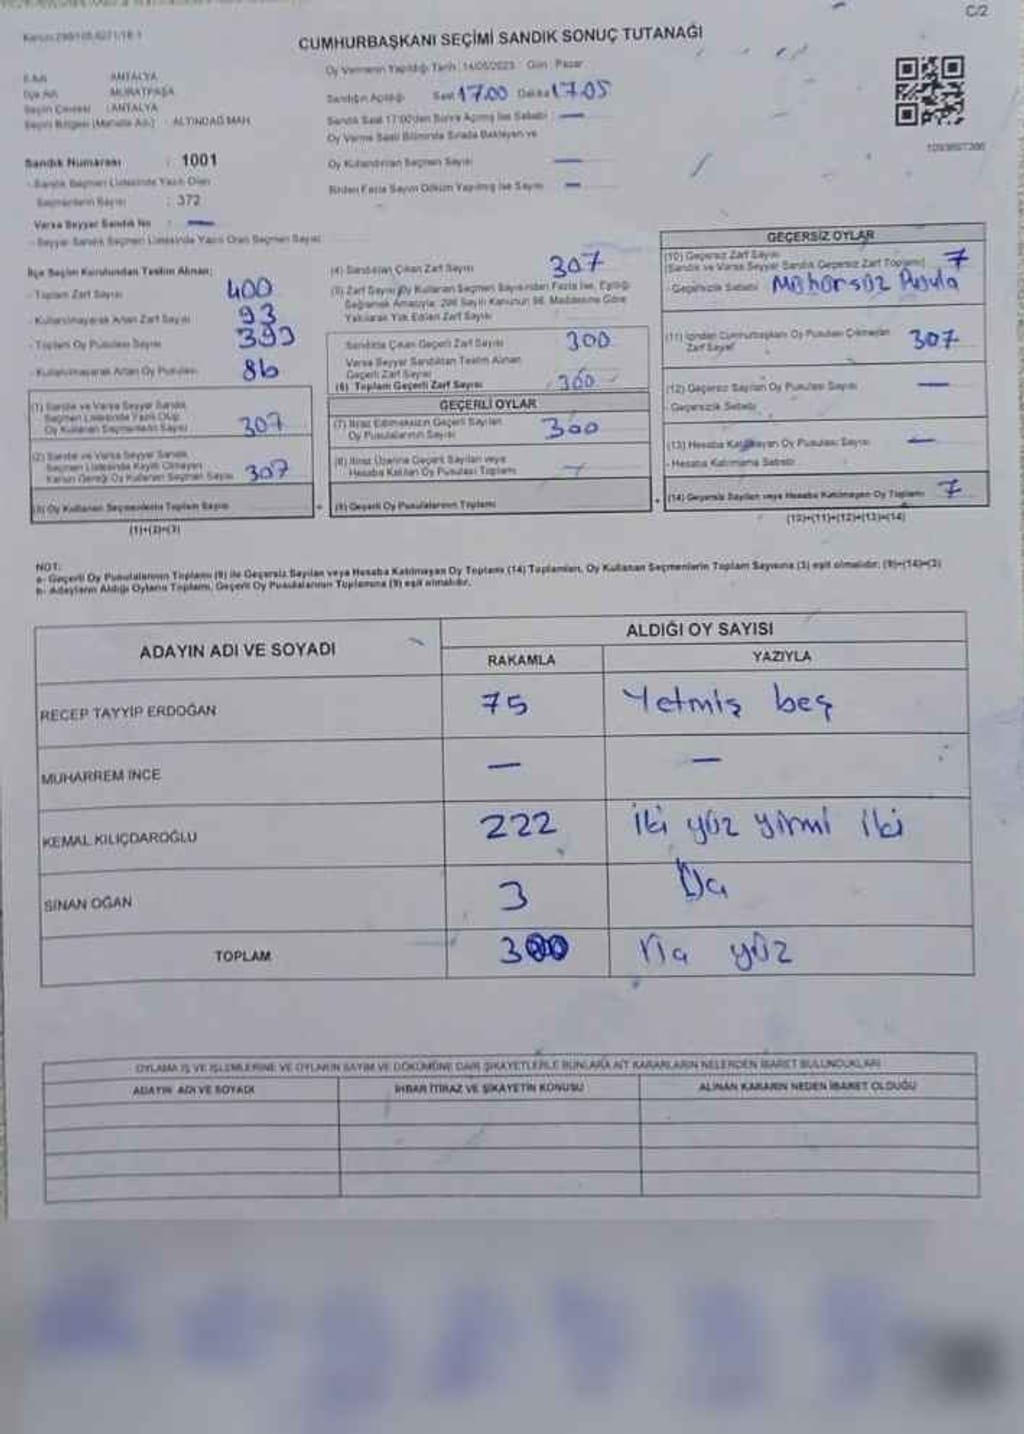 C/2
CUMHURBAŞKANI SEÇİMİ SANDIK SONUÇ TUTANAĞI
Oy Vermenin Yapıldığı Tarih : 14/05/2023 Gün : Pazar
İl Adı : ANTALYA
İlçe Adı : MURATPAŞA
Seçim Çevresi : ANTALYA
Seçim Bölgesi (Mahalle Adı) : ALTINDAĞ MAH.
Sandığın Açıldığı Saat 17.00 Dakika 17.05
Sandık Saat 17:00'den Sonra Açılmış İse Sebebi : —
Oy Verme Saati Bitiminde Sırada Bekleyen ve
Oy Kullandırılan Seçmen Sayısı —
Birden Fazla Sayım Döküm Yapılmış İse Sayısı —
1093607306
Sandık Numarası : 1001
- Sandık Seçmen Listesinde Yazılı Olan
Seçmenlerin Sayısı : 372
Varsa Seyyar Sandık No : —
- Seyyar Sandık Seçmen Listesinde Yazılı Olan Seçmen Sayısı
İlçe Seçim Kurulundan Teslim Alınan;
- Toplam Zarf Sayısı 400
- Kullanılmayarak Artan Zarf Sayısı 93
- Toplam Oy Pusulası Sayısı 393
- Kullanılmayarak Artan Oy Pusulası 86
(1) Sandık ve Varsa Seyyar Sandık
Seçmen Listesinde Yazılı Olup
Oy Kullanan Seçmenlerin Sayısı 307
(2) Sandık ve Varsa Seyyar Sandık
Seçmen Listesinde Kayıtlı Olmayan
Kanun Gereği Oy Kullanan Seçmen Sayısı 307
(3) Oy Kullanan Seçmenlerin Toplam Sayısı
(1)+(2)=(3)
(4) Sandıktan Çıkan Zarf Sayısı 307
(5) Zarf Sayısı Oy Kullanan Seçmen Sayısından Fazla İse, Eşitliği
Sağlamak Amacıyla; 298 Sayılı Kanunun 98. Maddesine Göre
Yakılarak Yok Edilen Zarf Sayısı
Sandıkta Çıkan Geçerli Zarf Sayısı 300
Varsa Seyyar Sandıktan Teslim Alınan
Geçerli Zarf Sayısı
(6) Toplam Geçerli Zarf Sayısı 300
GEÇERLİ OYLAR
(7) İtiraz Edilmeksizin Geçerli Sayılan
Oy Pusulalarının Sayısı 300
(8) İtiraz Üzerine Geçerli Sayılan veya
Hesaba Katılan Oy Pusulası Toplamı
(9) Geçerli Oy Pusulalarının Toplamı
GEÇERSİZ OYLAR
(10) Geçersiz Zarf Sayısı
(Sandık ve Varsa Seyyar Sandık Geçersiz Zarf Toplamı) 7
- Geçersizlik Sebebi : Mühürsüz Pusula
(11) İçinden Cumhurbaşkanı Oy Pusulası Çıkmayan
Zarf Sayısı 307
(12) Geçersiz Sayılan Oy Pusulası Sayısı —
- Geçersizlik Sebebi
(13) Hesaba Katılmayan Oy Pusulası Sayısı —
- Hesaba Katılmama Sebebi
(14) Geçersiz Sayılan veya Hesaba Katılmayan Oy Toplamı 7
(10)+(11)+(12)+(13)=(14)
NOT:
a- Geçerli Oy Pusulalarının Toplamı (9) ile Geçersiz Sayılan veya Hesaba Katılmayan Oy Toplamı (14) Toplamları, Oy Kullanan Seçmenlerin Toplam Sayısına (3) eşit olmalıdır. (9)+(14)=(3)
b- Adayların Aldığı Oyların Toplamı, Geçerli Oy Pusulalarının Toplamına (9) eşit olmalıdır.
ADAYIN ADI VE SOYADI
ALDIĞI OY SAYISI
RAKAMLA YAZIYLA
RECEP TAYYİP ERDOĞAN 75 Yetmiş beş
MUHARREM İNCE — —
KEMAL KILIÇDAROĞLU 222 iki yüz yirmi iki
SİNAN OĞAN 3 Üç
TOPLAM 300 Üç yüz
OYLAMA İŞ VE İŞLEMLERİNE VE OYLARIN SAYIM VE DÖKÜMÜNE DAİR ŞİKAYETLERLE BUNLARA AİT KARARLARIN NELERDEN İBARET BULUNDUKLARI
ADAYIN ADI VE SOYADI İHBAR İTİRAZ VE ŞİKAYETİN KONUSU ALINAN KARARIN NEDEN İBARET OLDUĞU